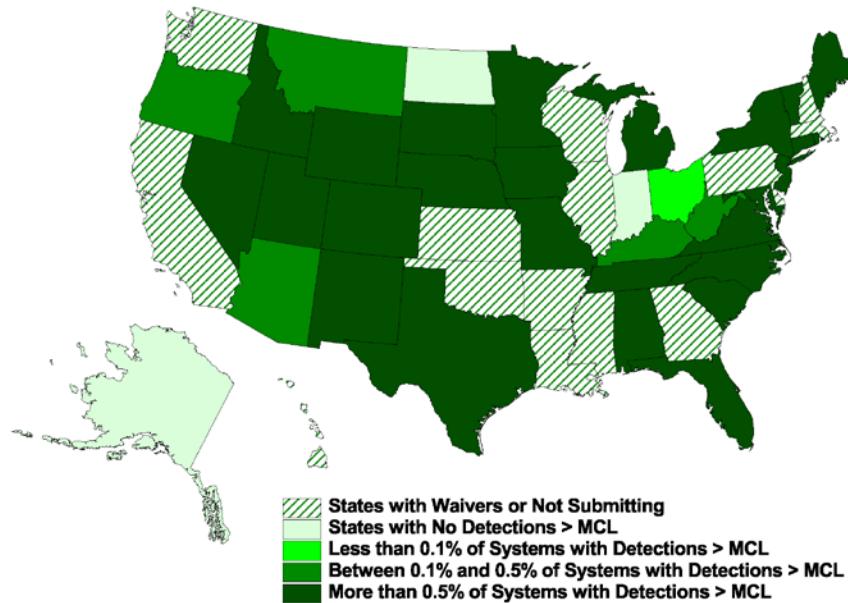 States with Waivers or Not Submitting
States with No Detections > MCL
Less than 0.1% of Systems with Detections > MCL
Between 0.1% and 0.5% of Systems with Detections > MCL
More than 0.5% of Systems with Detections > MCL